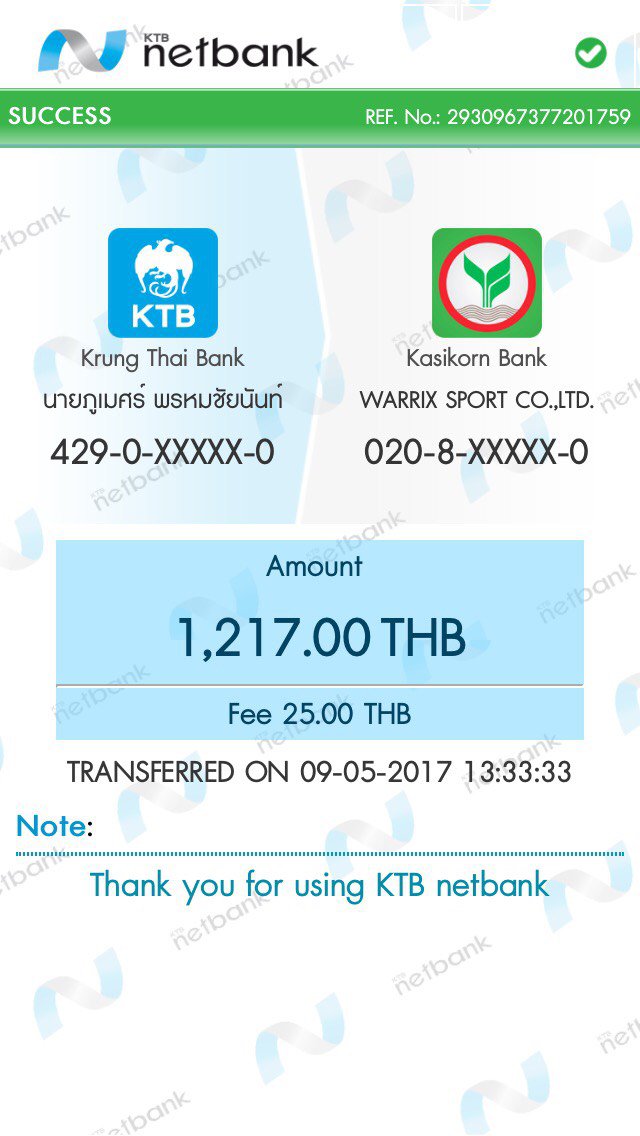 KTB
netbank
SUCCESS
REF. No.: 2930967377201759
KTB
Krung Thai Bank
Kasikorn Bank
นายภูเมศร์ พรหมชัยนันท์
WARRIX SPORT CO.,LTD.
429-0-XXXXX-0
020-8-XXXXX-0
Amount
1,217.00 THB
Fee 25.00 THB
TRANSFERRED ON 09-05-2017 13:33:33
Note:
Thank you for using KTB netbank